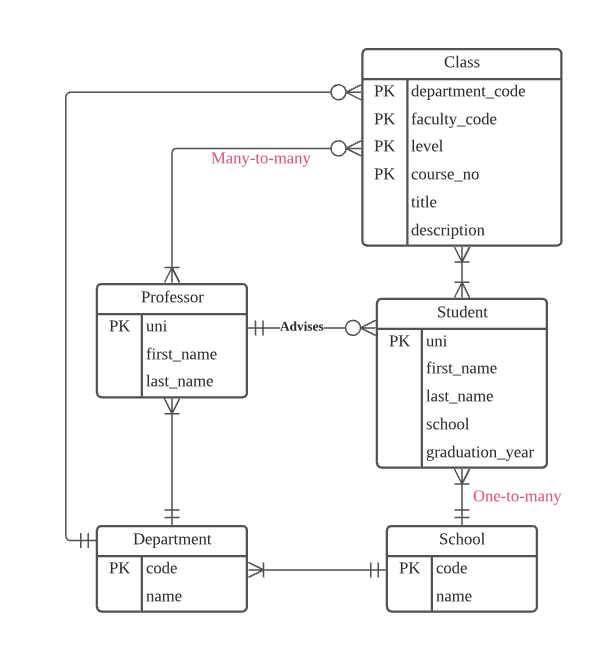 Class
PK department_code
PK faculty_code
PK level
PK course_no
title
description
Many-to-many
Professor
PK uni
first_name
last_name
Advises
Student
PK uni
first_name
last_name
school
graduation_year
One-to-many
Department
PK code
name
School
PK code
name